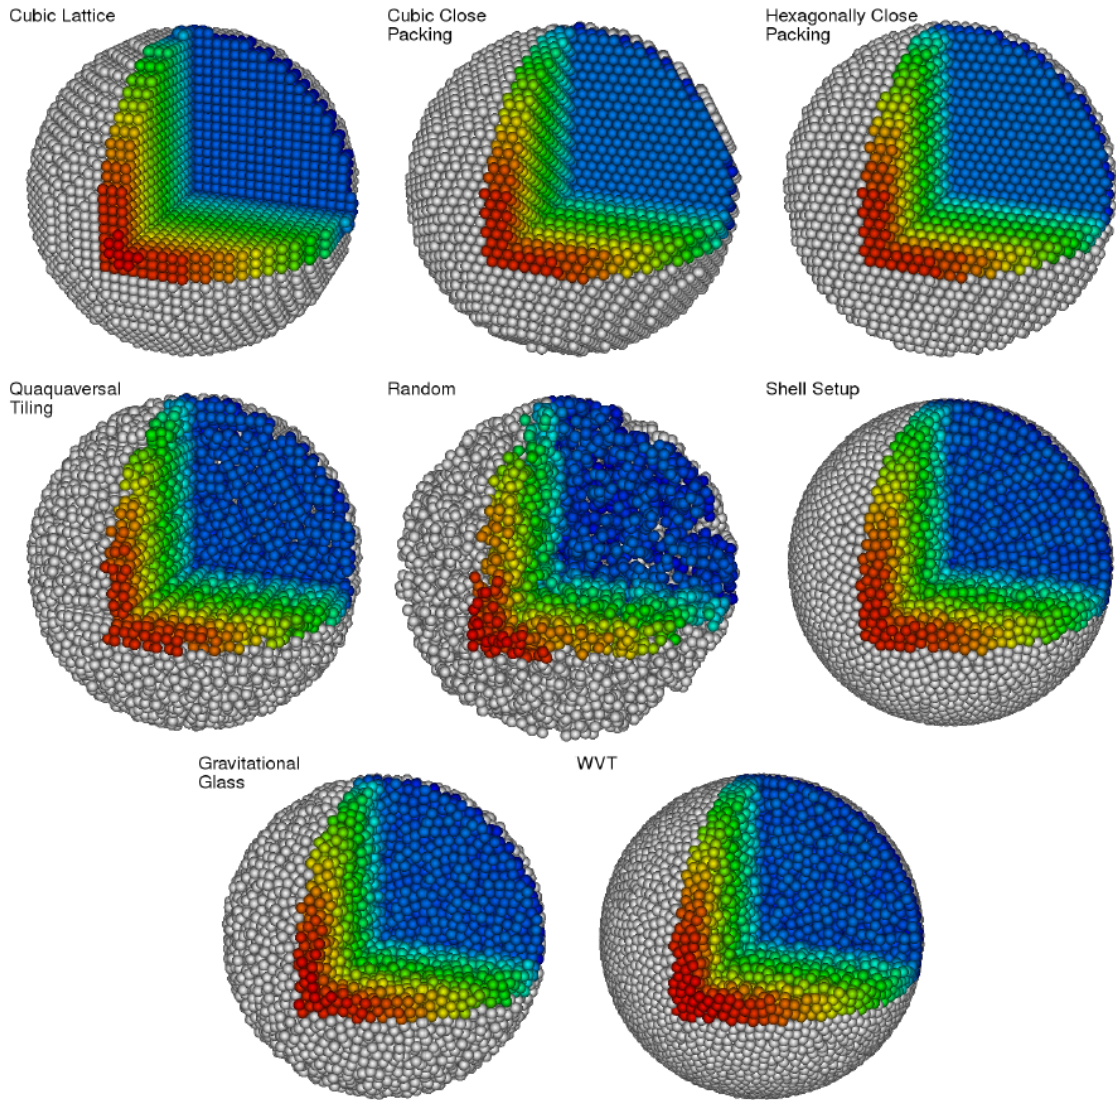 Cubic Lattice
Cubic Close
Packing
Hexagonally Close
Packing
Quaquaversal
Tiling
Random
Shell Setup
Gravitational
Glass
WVT